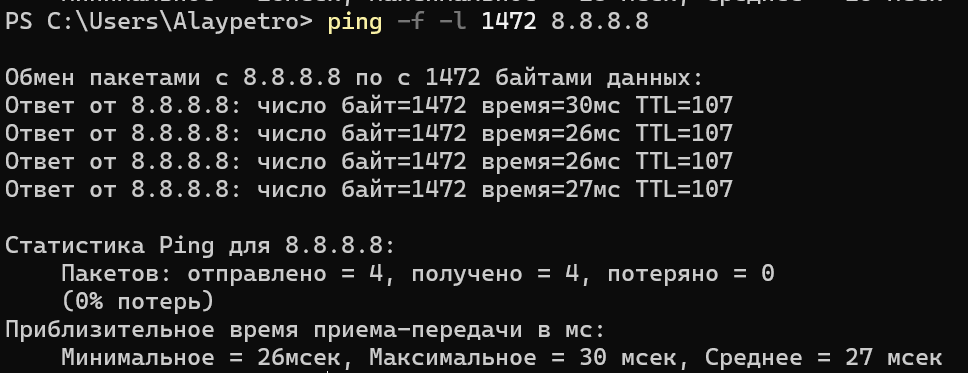 PS C:\Users\Alaypetro> ping -f -l 1472 8.8.8.8
Обмен пакетами с 8.8.8.8 по с 1472 байтами данных:
Ответ от 8.8.8.8: число байт=1472 время=30мс TTL=107
Ответ от 8.8.8.8: число байт=1472 время=26мс TTL=107
Ответ от 8.8.8.8: число байт=1472 время=26мс TTL=107
Ответ от 8.8.8.8: число байт=1472 время=27мс TTL=107
Статистика Ping для 8.8.8.8:
Пакетов: отправлено = 4, получено = 4, потеряно = 0
(0% потерь)
Приблизительное время приема-передачи в мс:
Минимальное = 26мсек, Максимальное = 30 мсек, Среднее = 27 мсек